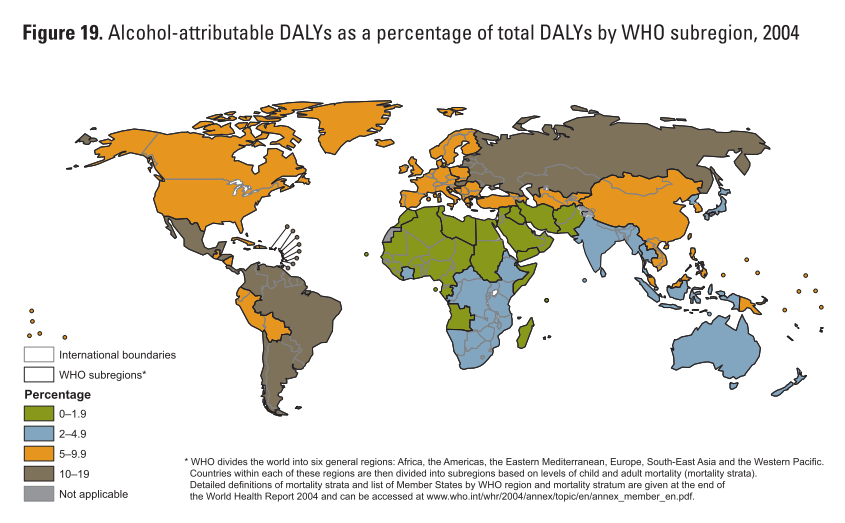 Figure 19. Alcohol-attributable DALYs as a percentage of total DALYs by WHO subregion, 2004
International boundaries
WHO subregions*
Percentage
0–1.9
2–4.9
5–9.9
10–19
Not applicable
* WHO divides the world into six general regions: Africa, the Americas, the Eastern Mediterranean, Europe, South-East Asia and the Western Pacific.
Countries within each of these regions are then divided into subregions based on levels of child and adult mortality (mortality strata).
Detailed definitions of mortality strata and list of Member States by WHO region and mortality stratum are given at the end of
the World Health Report 2004 and can be accessed at www.who.int/whr/2004/annex/topic/en/annex_member_en.pdf.